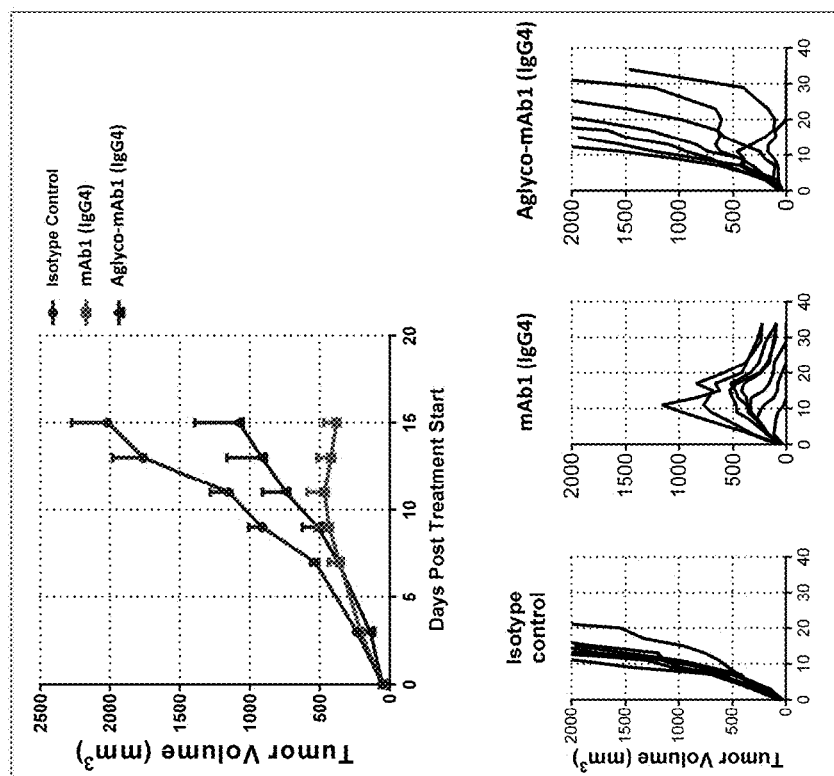 Isotype Control
mAb1 (IgG4)
Aglyco-mAb1 (IgG4)
Tumor Volume (mm³)
2500
2000
1500
1000
500
0
0 5 10 15 20
Days Post Treatment Start
Isotype
control
Tumor Volume (mm³)
2000
1500
1000
500
0
0 10 20 30 40
mAb1 (IgG4)
2000
1500
1000
500
0
0 10 20 30 40
Aglyco-mAb1 (IgG4)
2000
1500
1000
500
0
0 10 20 30 40